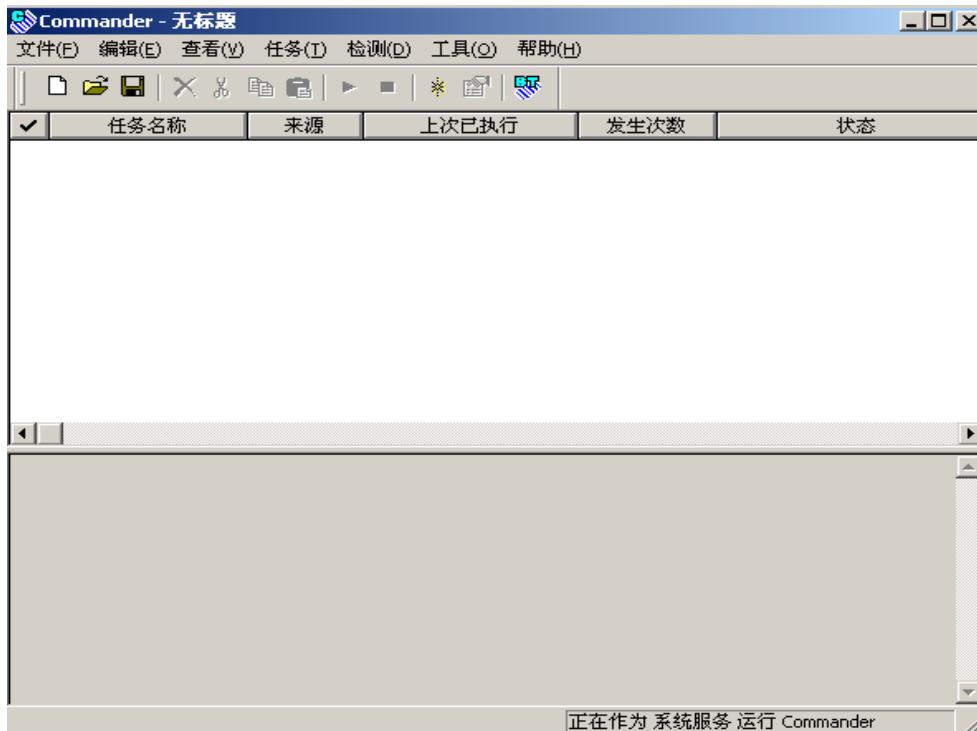 Commander - 无标题
文件(F) 编辑(E) 查看(V) 任务(T) 检测(D) 工具(O) 帮助(H)
任务名称 来源 上次已执行 发生次数 状态
正在作为 系统服务 运行 Commander